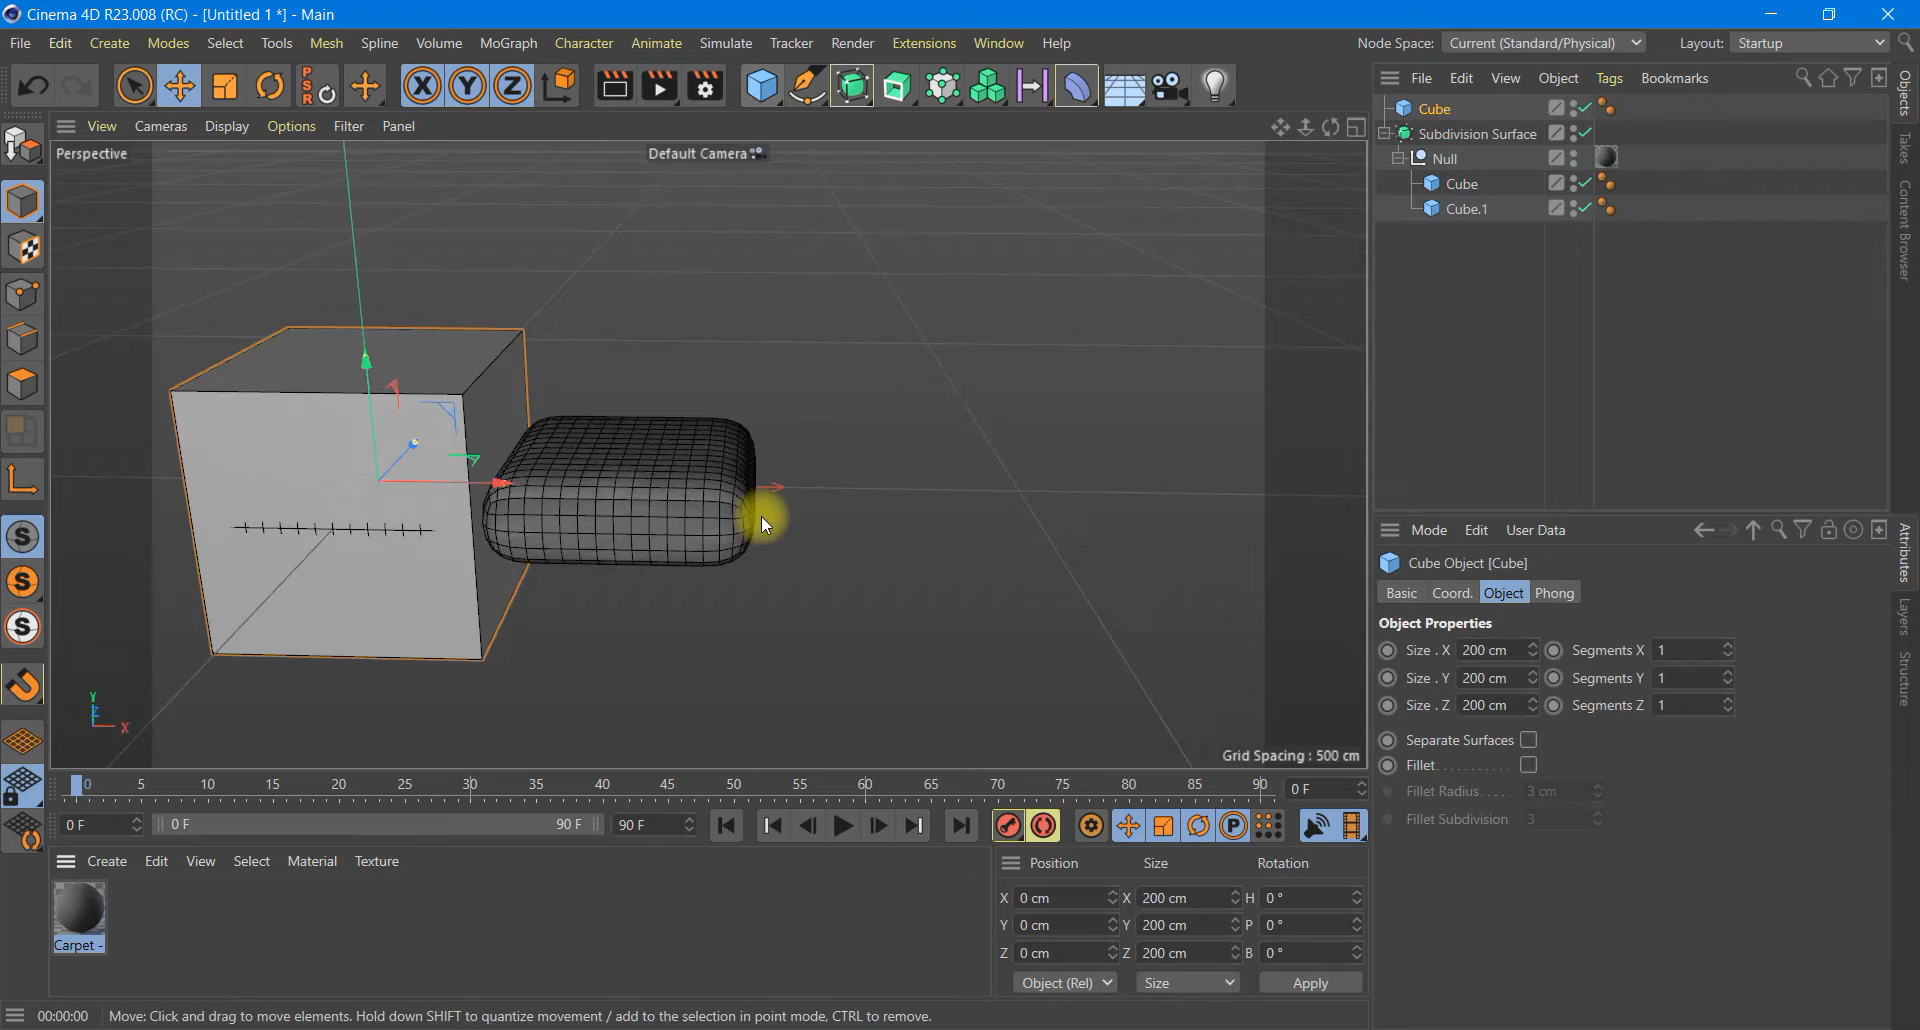 Cinema 4D R23.008 (RC) - [Untitled 1 *] - Main
File Edit Create Modes Select Tools Mesh Spline Volume MoGraph Character Animate Simulate Tracker Render Extensions Window Help
Node Space: Current (Standard/Physical) Layout: Startup
P S R X Y Z
File Edit View Object Tags Bookmarks
View Cameras Display Options Filter Panel
Perspective
Default Camera
Cube
Subdivision Surface
Null
Cube
Cube.1
Objects
Takes
Content Browser
Mode Edit User Data
Cube Object [Cube]
Basic Coord. Object Phong
Object Properties
Size . X 200 cm Segments X 1
Size . Y 200 cm Segments Y 1
Size . Z 200 cm Segments Z 1
Separate Surfaces
Fillet
Fillet Radius 3 cm
Fillet Subdivision 3
Attributes
Layers
Structure
S
S
S
Y
Z
X
Grid Spacing : 500 cm
0 5 10 15 20 25 30 35 40 45 50 55 60 65 70 75 80 85 90 0 F
0 F 0 F 90 F 90 F P
Create Edit View Select Material Texture
Carpet -
Position Size Rotation
X 0 cm X 200 cm H 0 °
Y 0 cm Y 200 cm P 0 °
Z 0 cm Z 200 cm B 0 °
Object (Rel) Size Apply
00:00:00 Move: Click and drag to move elements. Hold down SHIFT to quantize movement / add to the selection in point mode, CTRL to remove.